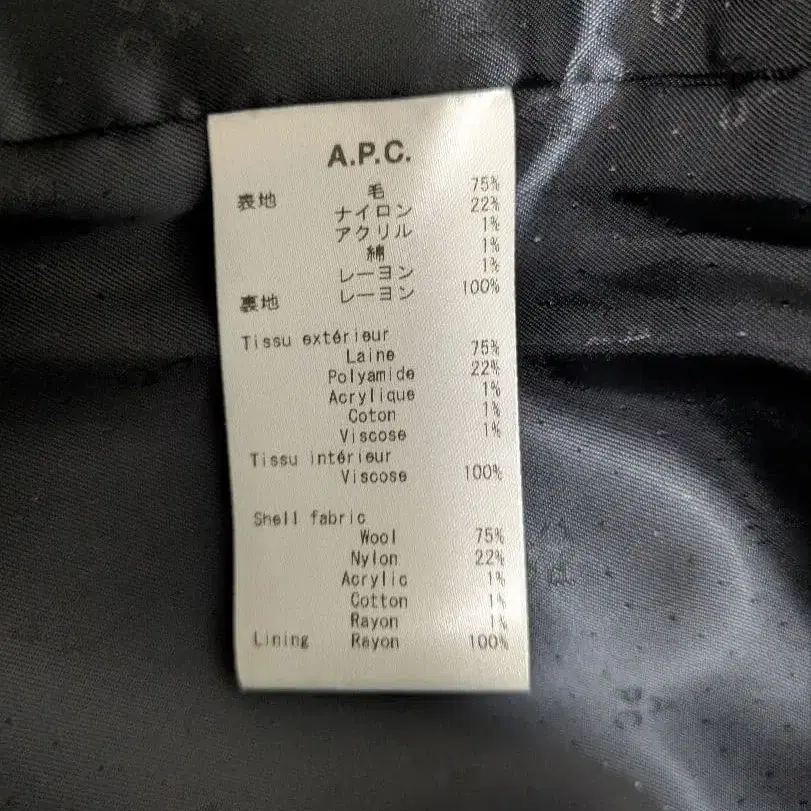 A.P.C.
表地 毛 75%
ナイロン 22%
アクリル 1%
綿 1%
レーヨン 1%
裏地 レーヨン 100%
Tissu extérieur
Laine 75%
Polyamide 22%
Acrylique 1%
Coton 1%
Viscose 1%
Tissu intérieur
Viscose 100%
Shell fabric
Wool 75%
Nylon 22%
Acrylic 1%
Cotton 1%
Rayon 1%
Lining Rayon 100%